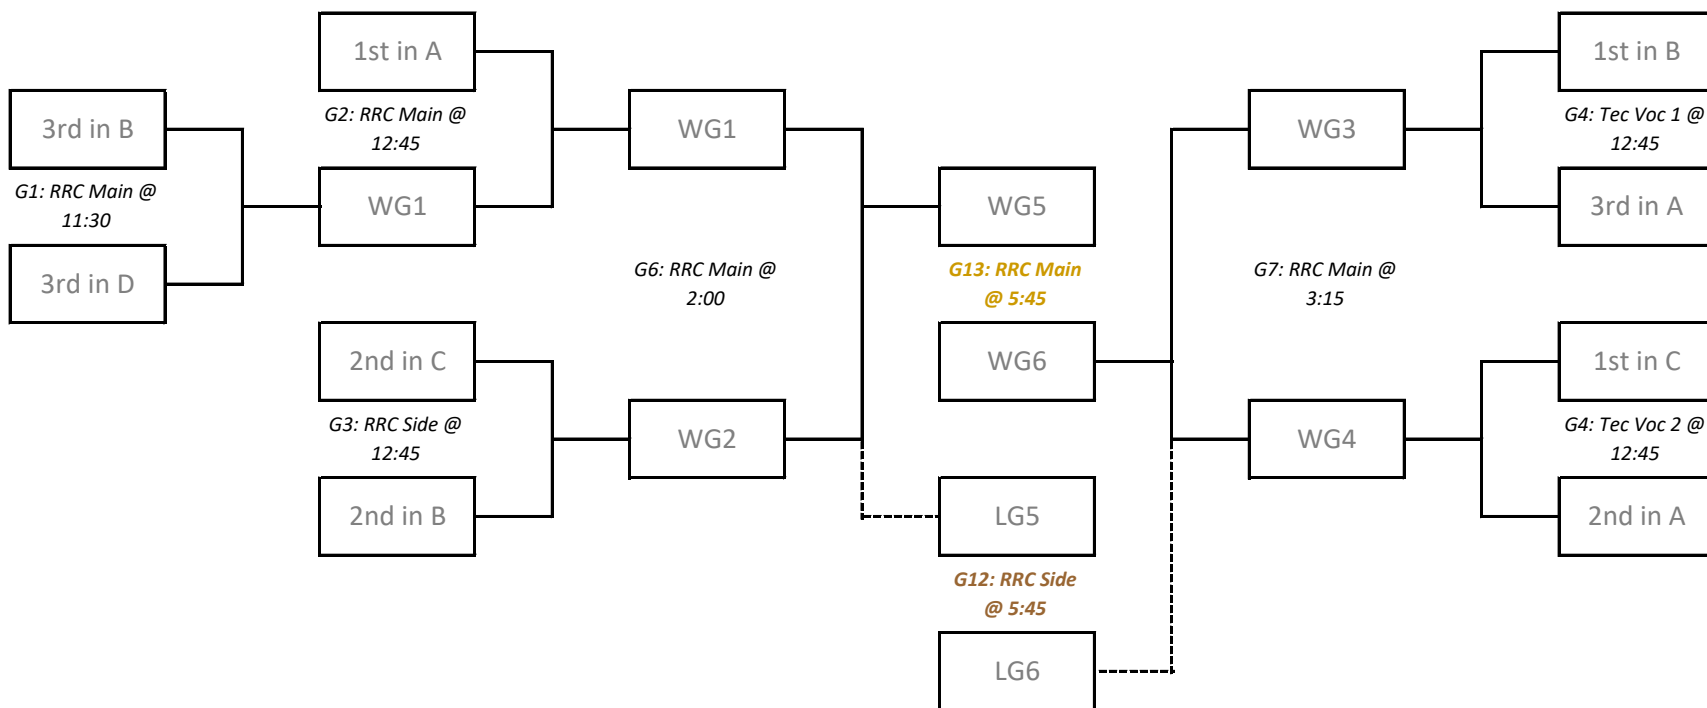 1st in A
1st in B
G2: RRC Main @
12:45
3rd in B
WG1
WG3
G4: Tec Voc 1 @
12:45
G1: RRC Main @
11:30
WG1
WG5
3rd in A
3rd in D
G6: RRC Main @
2:00
G13: RRC Main
@ 5:45
G7: RRC Main @
3:15
2nd in C
WG6
1st in C
G3: RRC Side @
12:45
WG2
WG4
G4: Tec Voc 2 @
12:45
2nd in B
LG5
2nd in A
G12: RRC Side
@ 5:45
LG6